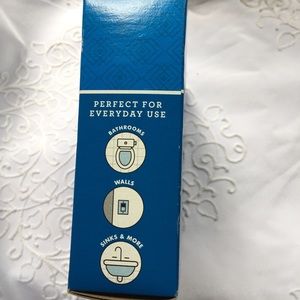 PERFECT FOR
EVERYDAY USE
BATHROOMS
WALLS
SINKS & MORE